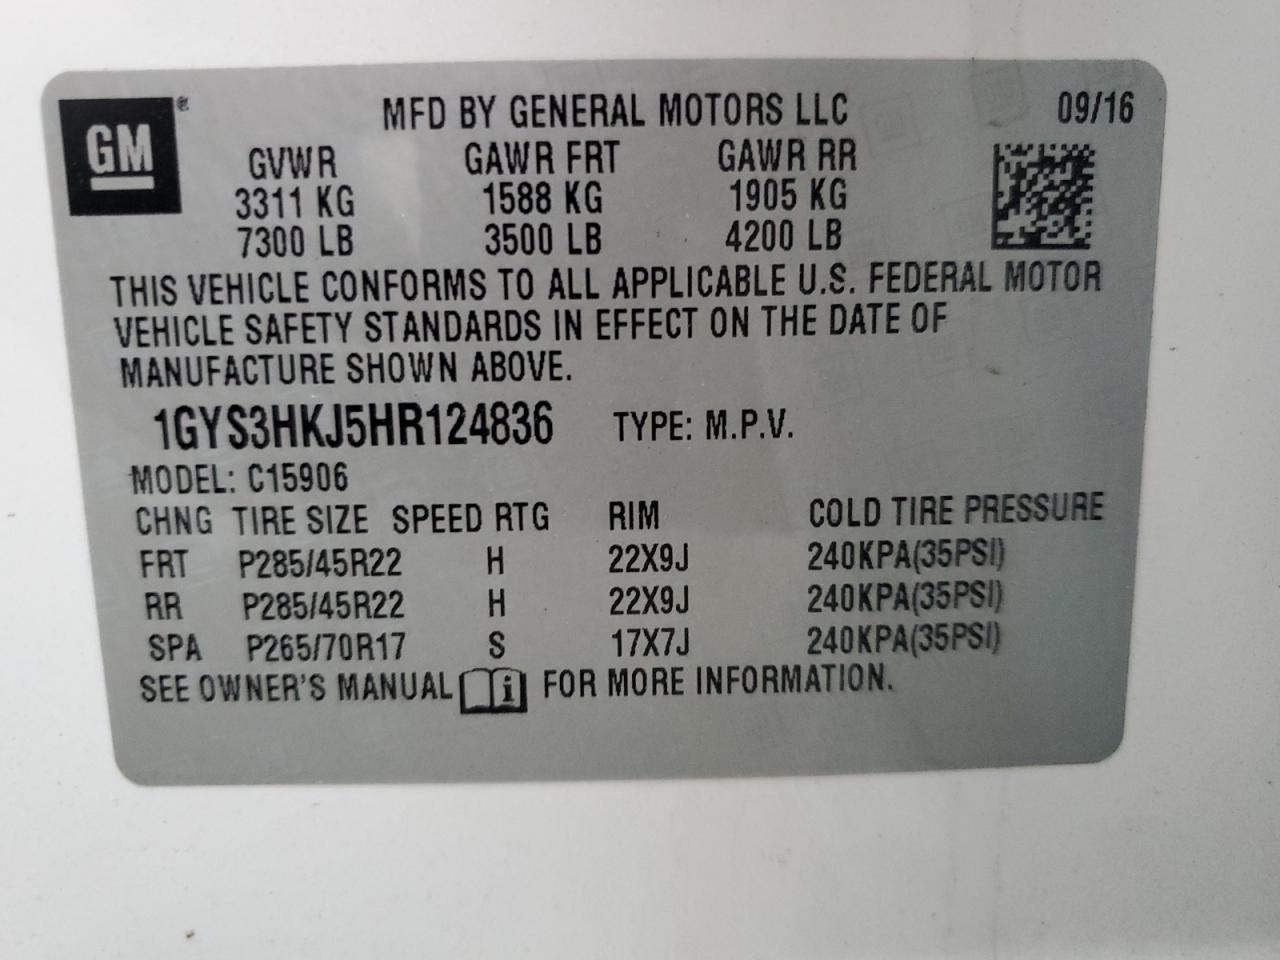 GM®
MFD BY GENERAL MOTORS LLC 09/16
GVWR GAWR FRT GAWR RR
3311 KG 1588 KG 1905 KG
7300 LB 3500 LB 4200 LB
THIS VEHICLE CONFORMS TO ALL APPLICABLE U.S. FEDERAL MOTOR
VEHICLE SAFETY STANDARDS IN EFFECT ON THE DATE OF
MANUFACTURE SHOWN ABOVE.
1GYS3HKJ5HR124836 TYPE: M.P.V.
MODEL: C15906
CHNG TIRE SIZE SPEED RTG RIM COLD TIRE PRESSURE
FRT P285/45R22 H 22X9J 240KPA(35PSI)
RR P285/45R22 H 22X9J 240KPA(35PSI)
SPA P265/70R17 S 17X7J 240KPA(35PSI)
SEE OWNER'S MANUAL i FOR MORE INFORMATION.